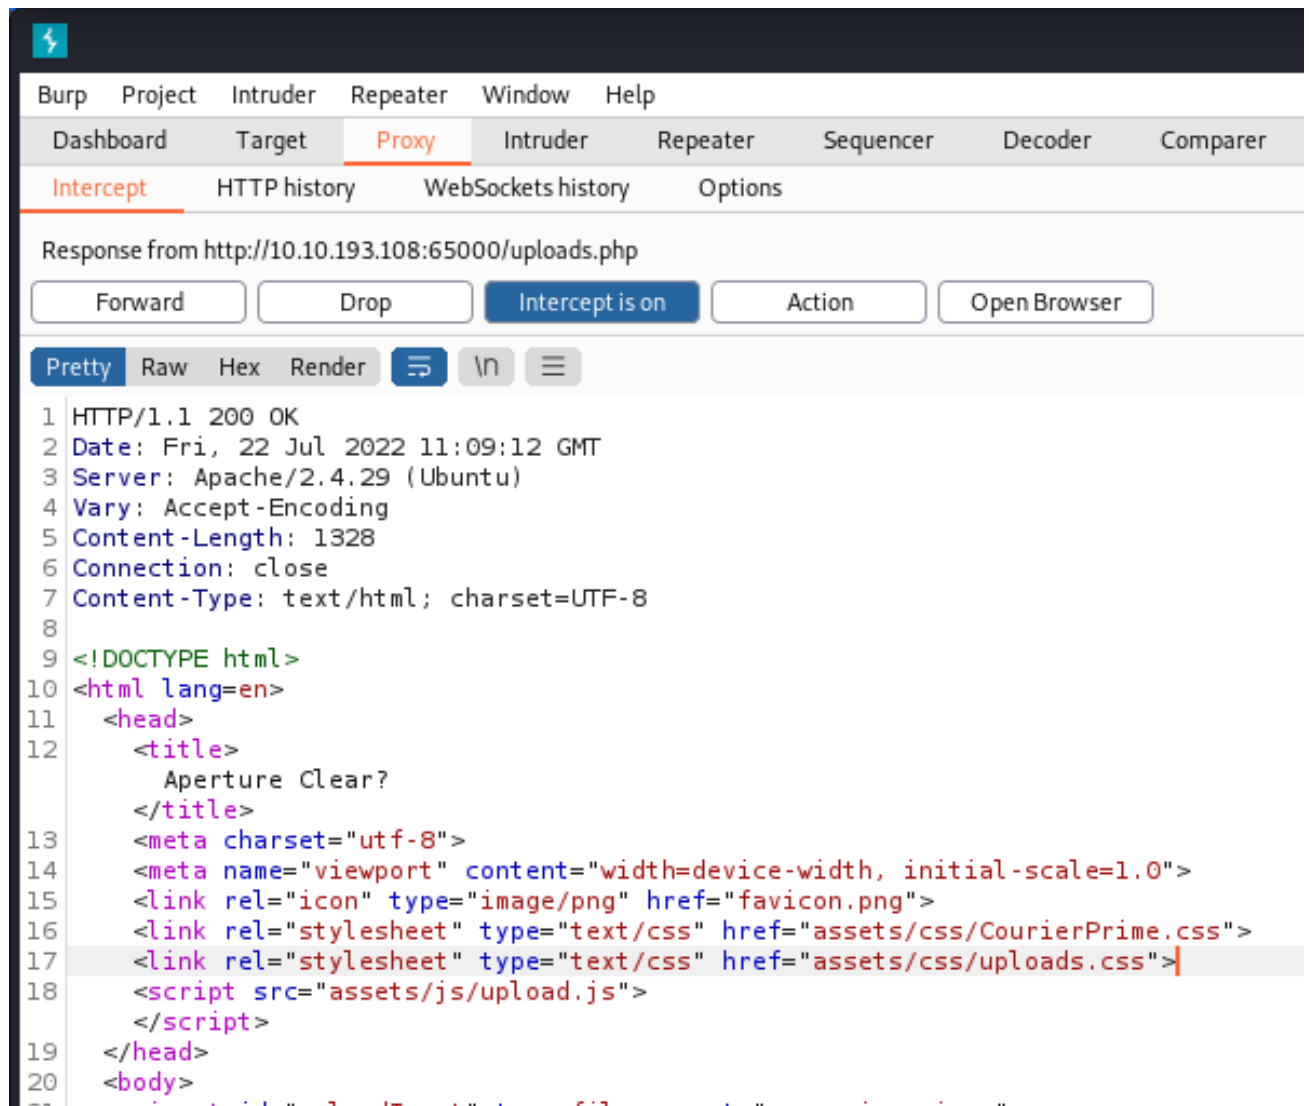 Burp Project Intruder Repeater Window Help
Dashboard Target Proxy Intruder Repeater Sequencer Decoder Comparer
Intercept HTTP history WebSockets history Options
Response from http://10.10.193.108:65000/uploads.php
Forward Drop Intercept is on Action Open Browser
Pretty Raw Hex Render \n
1 HTTP/1.1 200 OK
2 Date: Fri, 22 Jul 2022 11:09:12 GMT
3 Server: Apache/2.4.29 (Ubuntu)
4 Vary: Accept-Encoding
5 Content-Length: 1328
6 Connection: close
7 Content-Type: text/html; charset=UTF-8
8
9 <!DOCTYPE html>
10 <html lang=en>
11 <head>
12 <title>
Aperture Clear?
</title>
13 <meta charset="utf-8">
14 <meta name="viewport" content="width=device-width, initial-scale=1.0">
15 <link rel="icon" type="image/png" href="favicon.png">
16 <link rel="stylesheet" type="text/css" href="assets/css/CourierPrime.css">
17 <link rel="stylesheet" type="text/css" href="assets/css/uploads.css">
18 <script src="assets/js/upload.js">
</script>
19 </head>
20 <body>